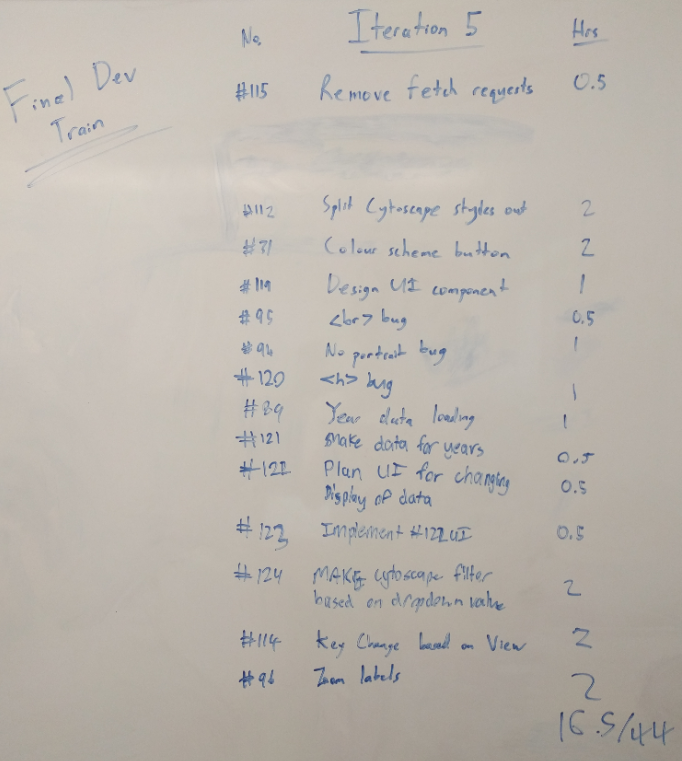 Final Dev
Train
No. Iteration 5 Hrs
#115 Remove fetch requests 0.5
#112 Split Cytoscape styles out 2
#71 Colour scheme button 2
#119 Design UI component 1
#95 <br> bug 0.5
#94 No portrait bug 1
#120 <h> bug 1
#89 Year data loading 1
#121 Make data for years 0.5
#122 Plan UI for changing 0.5
Display of data
#123 Implement #122 UI 0.5
#124 MAKE cytoscape filter 2
based on dropdown value
#114 Key Change based on View 2
#96 Zoom labels 2
16.5/44